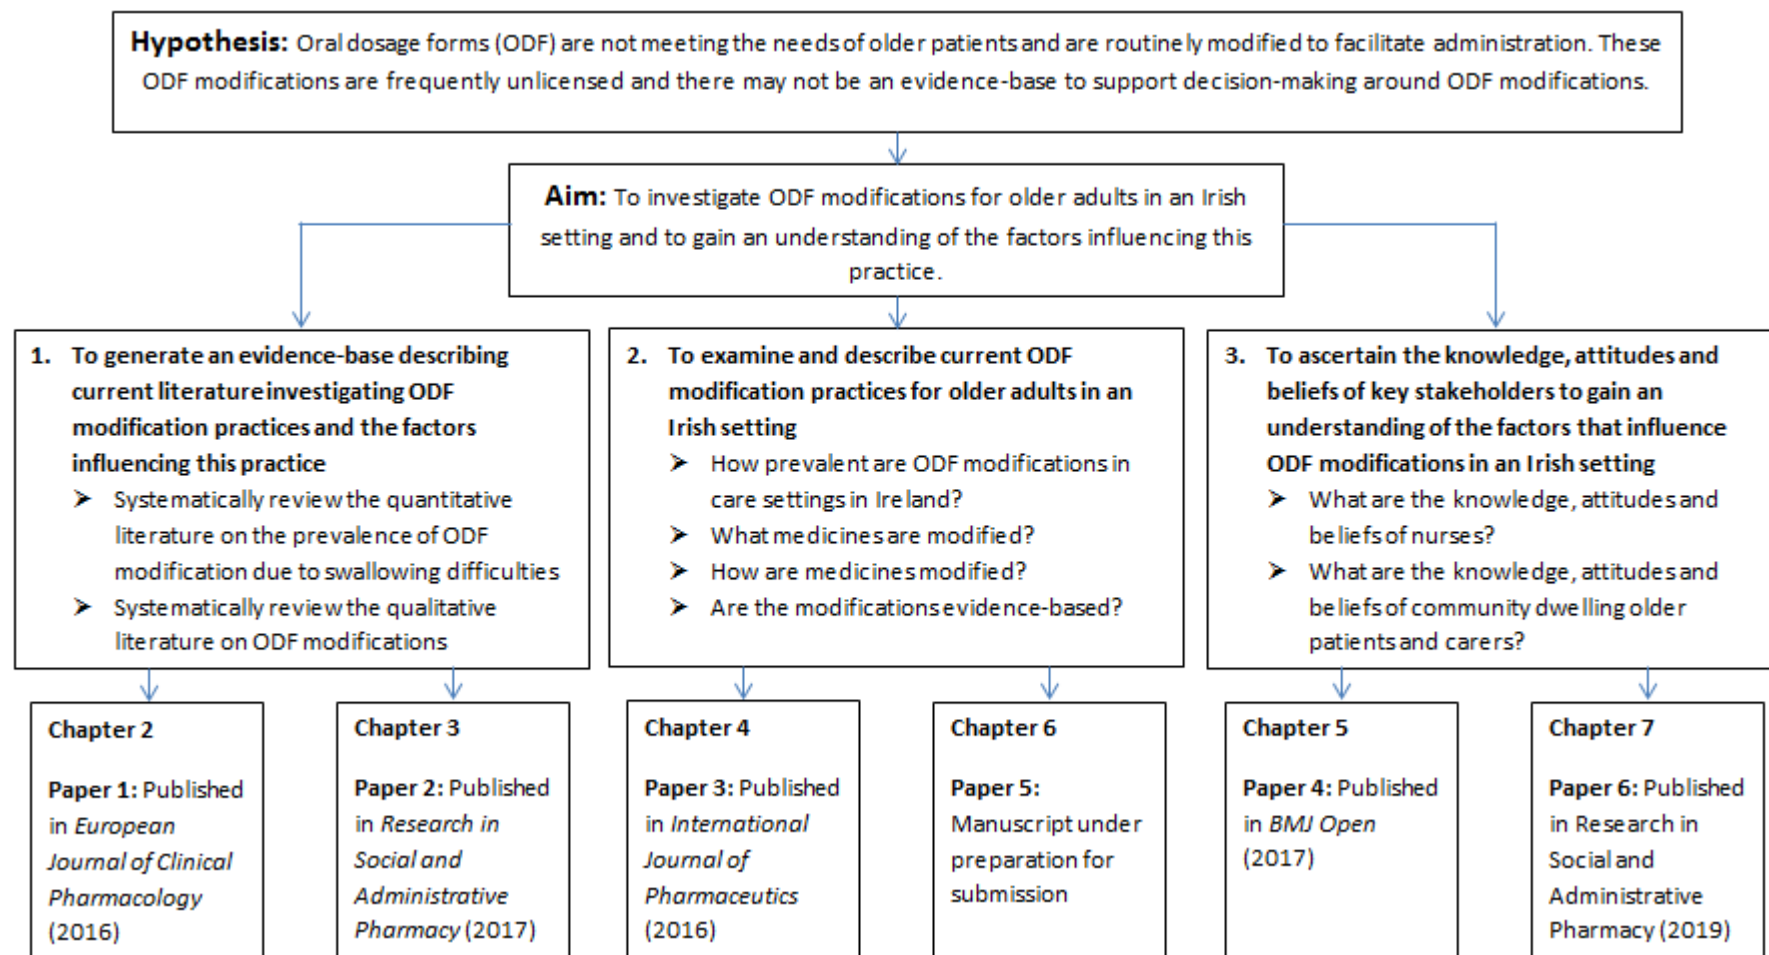 Hypothesis: Oral dosage forms (ODF) are not meeting the needs of older patients and are routinely modified to facilitate administration. These
ODF modifications are frequently unlicensed and there may not be an evidence-base to support decision-making around ODF modifications.
Aim: To investigate ODF modifications for older adults in an Irish
setting and to gain an understanding of the factors influencing this
practice.
1. To generate an evidence-base describing
current literature investigating ODF
modification practices and the factors
influencing this practice
➢ Systematically review the quantitative
literature on the prevalence of ODF
modification due to swallowing difficulties
➢ Systematically review the qualitative
literature on ODF modifications
2. To examine and describe current ODF
modification practices for older adults in an
Irish setting
➢ How prevalent are ODF modifications in
care settings in Ireland?
➢ What medicines are modified?
➢ How are medicines modified?
➢ Are the modifications evidence-based?
3. To ascertain the knowledge, attitudes and
beliefs of key stakeholders to gain an
understanding of the factors that influence
ODF modifications in an Irish setting
➢ What are the knowledge, attitudes and
beliefs of nurses?
➢ What are the knowledge, attitudes and
beliefs of community dwelling older
patients and carers?
Chapter 2
Paper 1: Published
in European
Journal of Clinical
Pharmacology
(2016)
Chapter 3
Paper 2: Published
in Research in
Social and
Administrative
Pharmacy (2017)
Chapter 4
Paper 3: Published
in International
Journal of
Pharmaceutics
(2016)
Chapter 6
Paper 5:
Manuscript under
preparation for
submission
Chapter 5
Paper 4: Published
in BMJ Open
(2017)
Chapter 7
Paper 6: Published
in Research in
Social and
Administrative
Pharmacy (2019)